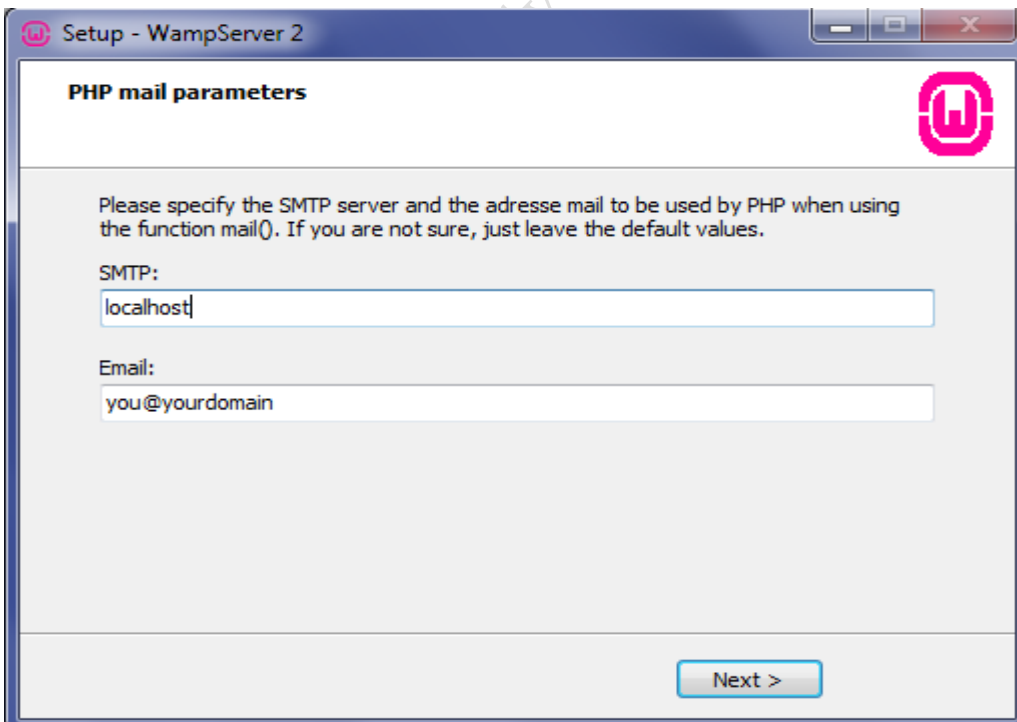 Setup - WampServer 2
PHP mail parameters
Please specify the SMTP server and the adresse mail to be used by PHP when using
the function mail(). If you are not sure, just leave the default values.
SMTP:
localhost
Email:
you@yourdomain
Next >